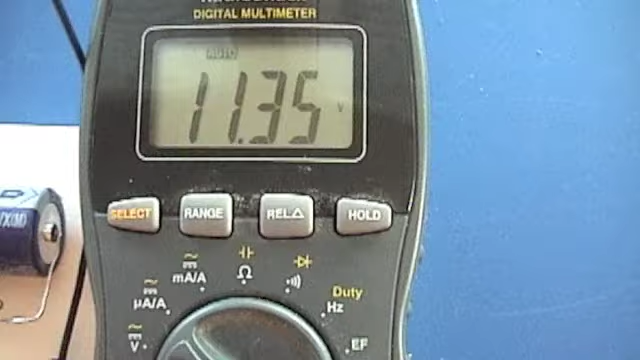 DIGITAL MULTIMETER
AUTO
11.35 V
SELECT
RANGE
REL△
HOLD
mA/A
Ω
µA/A
Duty
Hz
V
EF